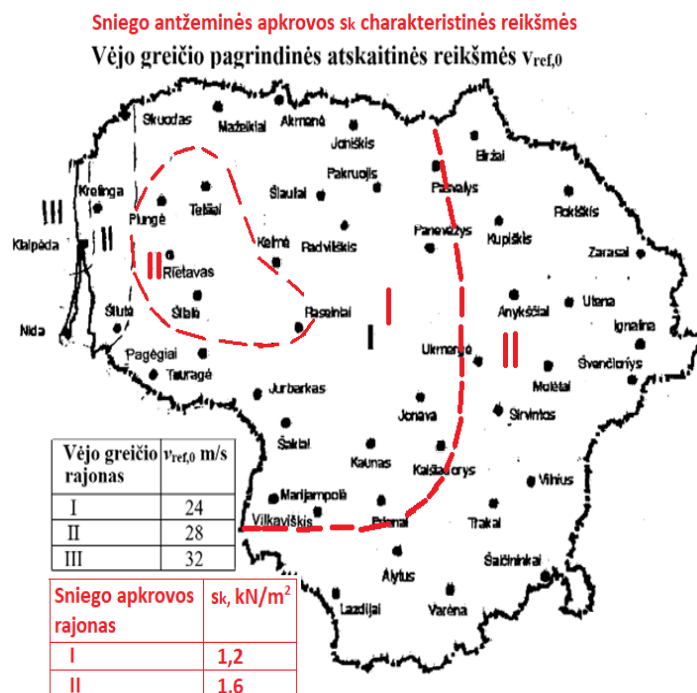 Sniego antžeminės apkrovos sk charakteristinės reikšmės
Vėjo greičio pagrindinės atskaitinės reikšmės vref,0
Skuodas
Mažeikiai
Akmenė
Joniškis
Biržai
Pakruojis
Pasvalys
Kretinga
Plungė
Telšiai
Šiauliai
Rokiškis
III
II
Klaipėda
Kelmė
Radviliškis
Panevėžys
Kupiškis
Zarasai
II
Rietavas
I
Šilutė
Šilalė
Raseiniai
Anykščiai
Utena
Nida
I
Ignalina
Pagėgiai
Ukmergė
II
Švenčionys
Tauragė
Molėtai
Jurbarkas
Jonava
Širvintos
Šakiai
Kaunas
Kaišiadorys
Vilnius
Marijampolė
Vilkaviškis
Prienai
Trakai
Alytus
Šalčininkai
Lazdijai
Varėna
Vėjo greičio rajonas vref,0 m/s
I 24
II 28
III 32
Sniego apkrovos rajonas sk, kN/m²
I 1,2
II 1,6